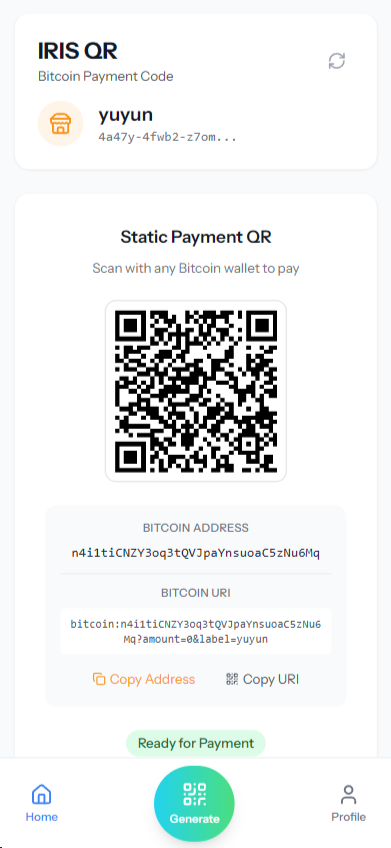 IRIS QR
Bitcoin Payment Code
yuyun
4a47y-4fwb2-z7om...
Static Payment QR
Scan with any Bitcoin wallet to pay
BITCOIN ADDRESS
n4i1tiCNZY3oq3tQVJpaYnsuoaC5zNu6Mq
BITCOIN URI
bitcoin:n4i1tiCNZY3oq3tQVJpaYnsuoaC5zNu6
Mq?amount=0&label=yuyun
Copy Address
Copy URI
Ready for Payment
Home
Generate
Profile